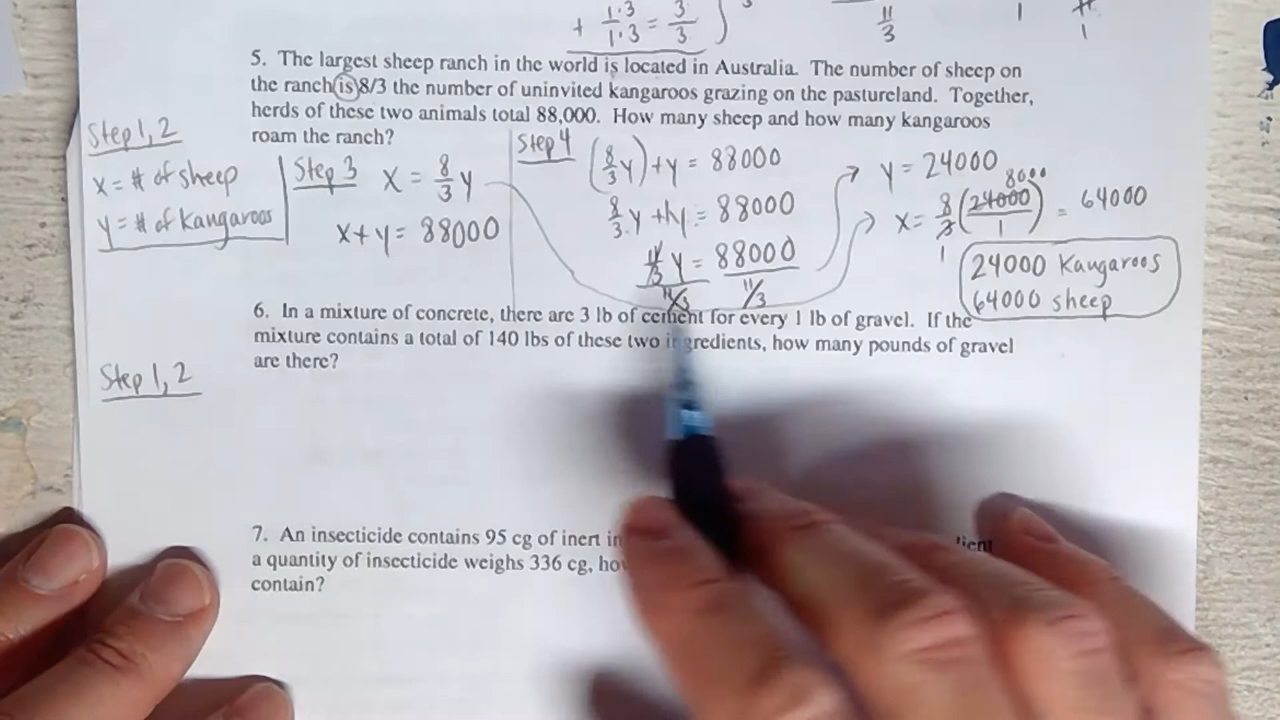 + 1·3/1·3 = 3/3
11/3
1
1
5. The largest sheep ranch in the world is located in Australia. The number of sheep on
the ranch is 8/3 the number of uninvited kangaroos grazing on the pastureland. Together,
herds of these two animals total 88,000. How many sheep and how many kangaroos
roam the ranch?
Step 1, 2
x = # of sheep
y = # of Kangaroos
Step 3
x = 8/3 y
x + y = 88000
Step 4
(8/3 y) + y = 88000
8/3 y + 1y = 88000
11/3 y = 88000
11/3 11/3
y = 24000
8000
x = 8/3 (24000/1) = 64000
1
24000 Kangaroos
64000 sheep
6. In a mixture of concrete, there are 3 lb of cement for every 1 lb of gravel. If the
mixture contains a total of 140 lbs of these two ingredients, how many pounds of gravel
are there?
Step 1, 2
7. An insecticide contains 95 cg of inert
a quantity of insecticide weighs 336 cg,
contain?